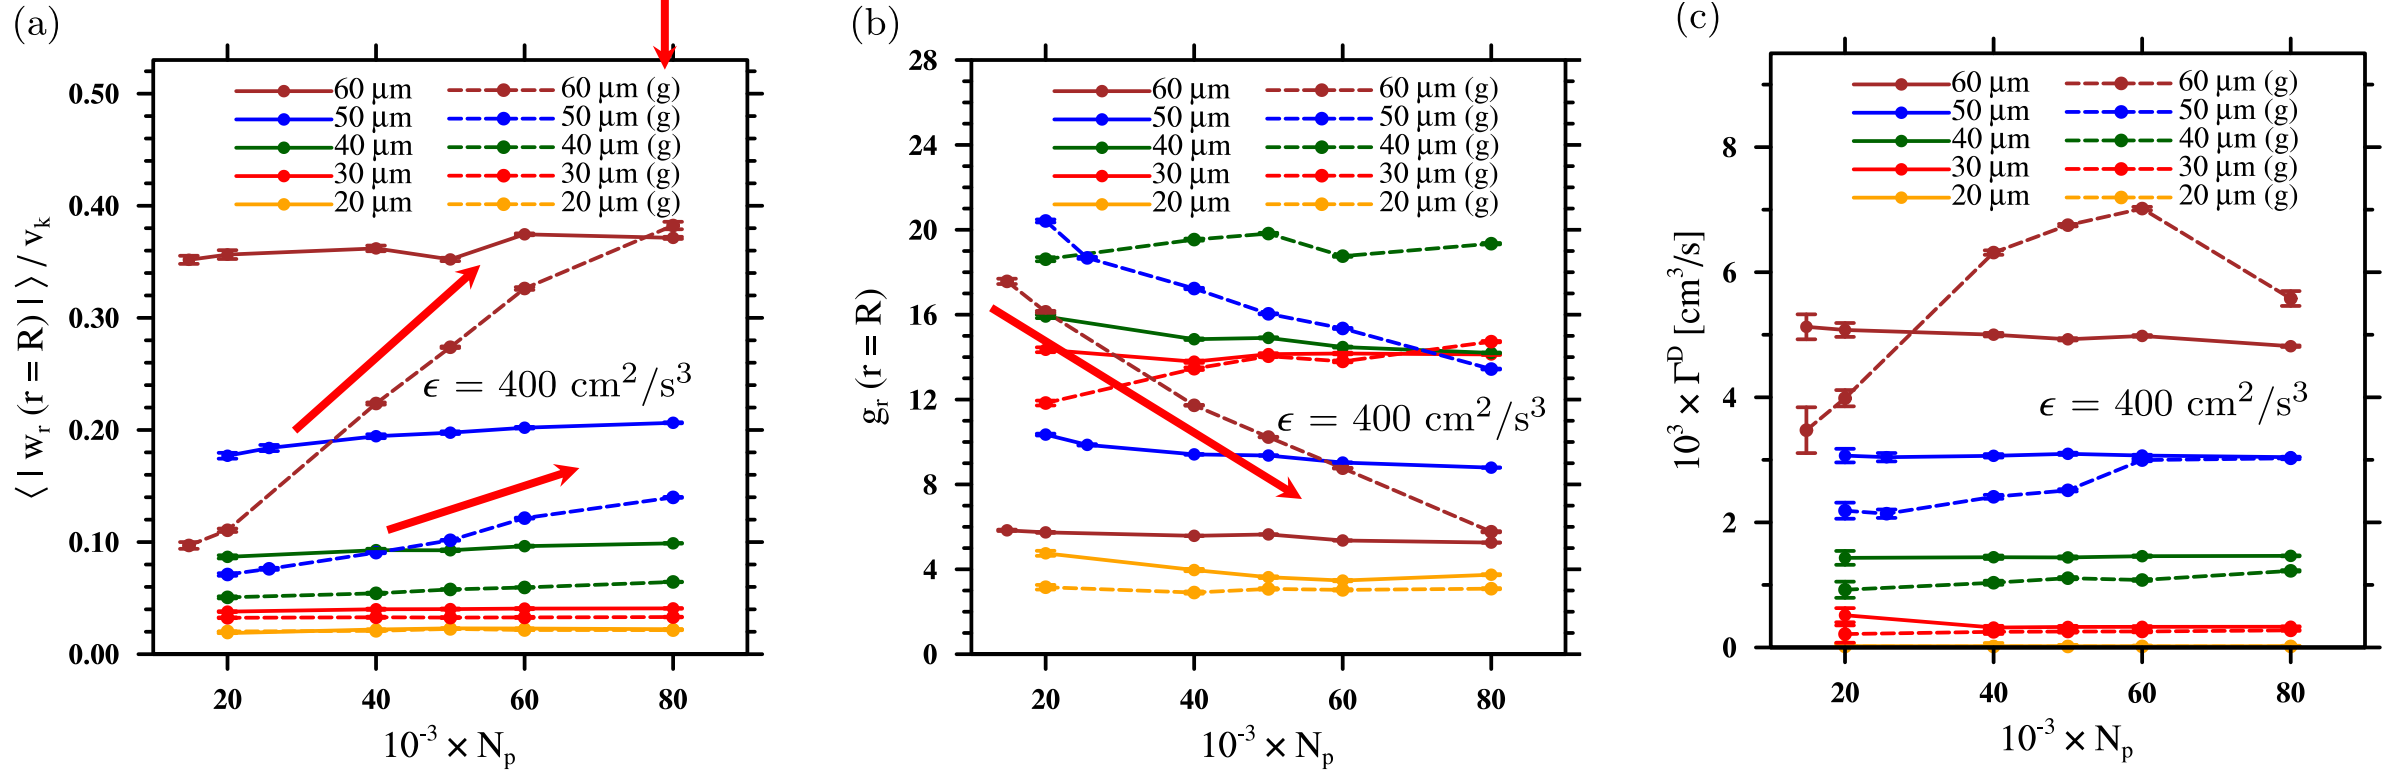 (a)
⟨ | w_r (r = R) | ⟩ / v_k
0.50
0.40
0.30
0.20
0.10
0.00
60 µm
50 µm
40 µm
30 µm
20 µm
60 µm (g)
50 µm (g)
40 µm (g)
30 µm (g)
20 µm (g)
ϵ = 400 cm²/s³
20 40 60 80
10⁻³ × N_p
(b)
g_r (r = R)
28
24
20
16
12
8
4
0
60 µm
50 µm
40 µm
30 µm
20 µm
60 µm (g)
50 µm (g)
40 µm (g)
30 µm (g)
20 µm (g)
ϵ = 400 cm²/s³
20 40 60 80
10⁻³ × N_p
(c)
10³ × Γᴰ [cm³/s]
8
6
4
2
0
60 µm
50 µm
40 µm
30 µm
20 µm
60 µm (g)
50 µm (g)
40 µm (g)
30 µm (g)
20 µm (g)
ϵ = 400 cm²/s³
20 40 60 80
10⁻³ × N_p